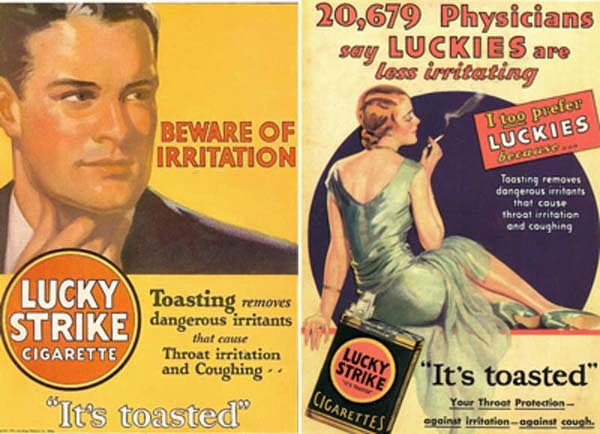 BEWARE OF
IRRITATION
LUCKY
STRIKE
CIGARETTE
Toasting removes
dangerous irritants
that cause
Throat irritation
and Coughing - -
"It's toasted"
20,679 Physicians
say LUCKIES are
less irritating
I too prefer
LUCKIES
because...
Toasting removes
dangerous irritants
that cause
throat irritation
and coughing
LUCKY
STRIKE
"IT'S TOASTED"
CIGARETTES
"It's toasted"
Your Throat Protection—
against irritation—against cough.